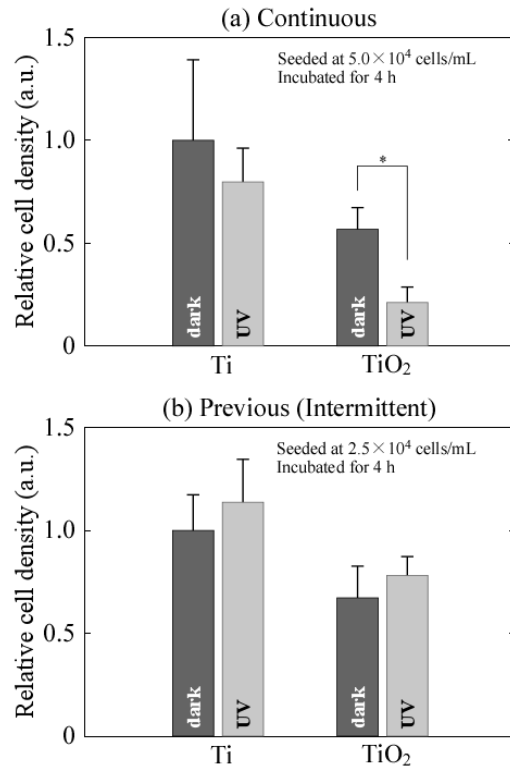 (a) Continuous
Relative cell density (a.u.)
1.5
1.0
0.5
0
Seeded at 5.0×10⁴ cells/mL
Incubated for 4 h
*
dark
UV
dark
UV
Ti
TiO₂
(b) Previous (Intermittent)
Relative cell density (a.u.)
1.5
1.0
0.5
0
Seeded at 2.5×10⁴ cells/mL
Incubated for 4 h
dark
UV
dark
UV
Ti
TiO₂